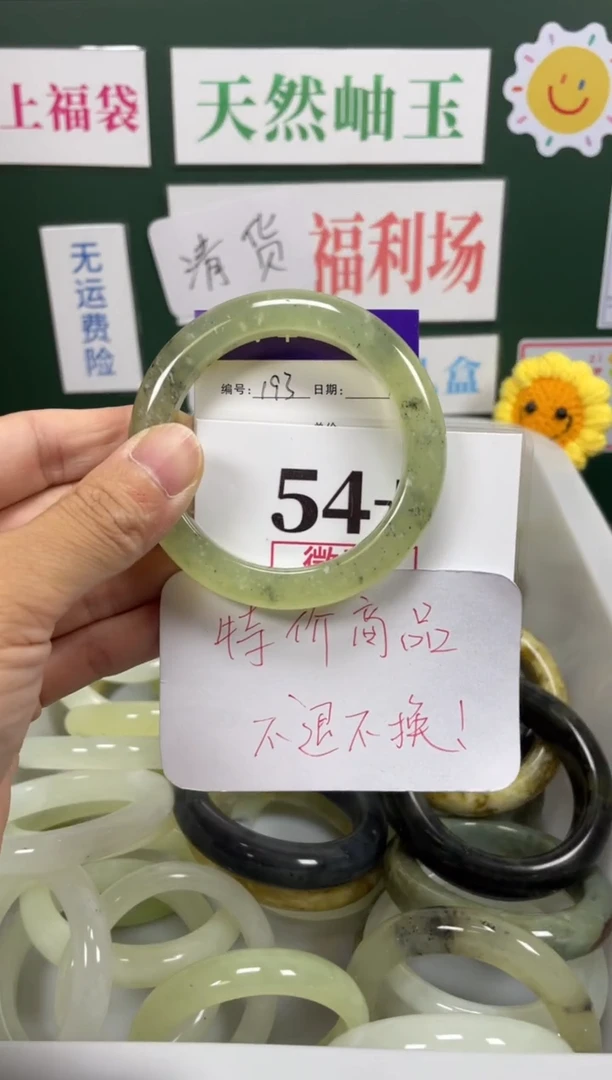 上福袋
天然岫玉
清货 福利场
无运费险
盒
编号: 193 日期:
54
特价商品
不退不换!